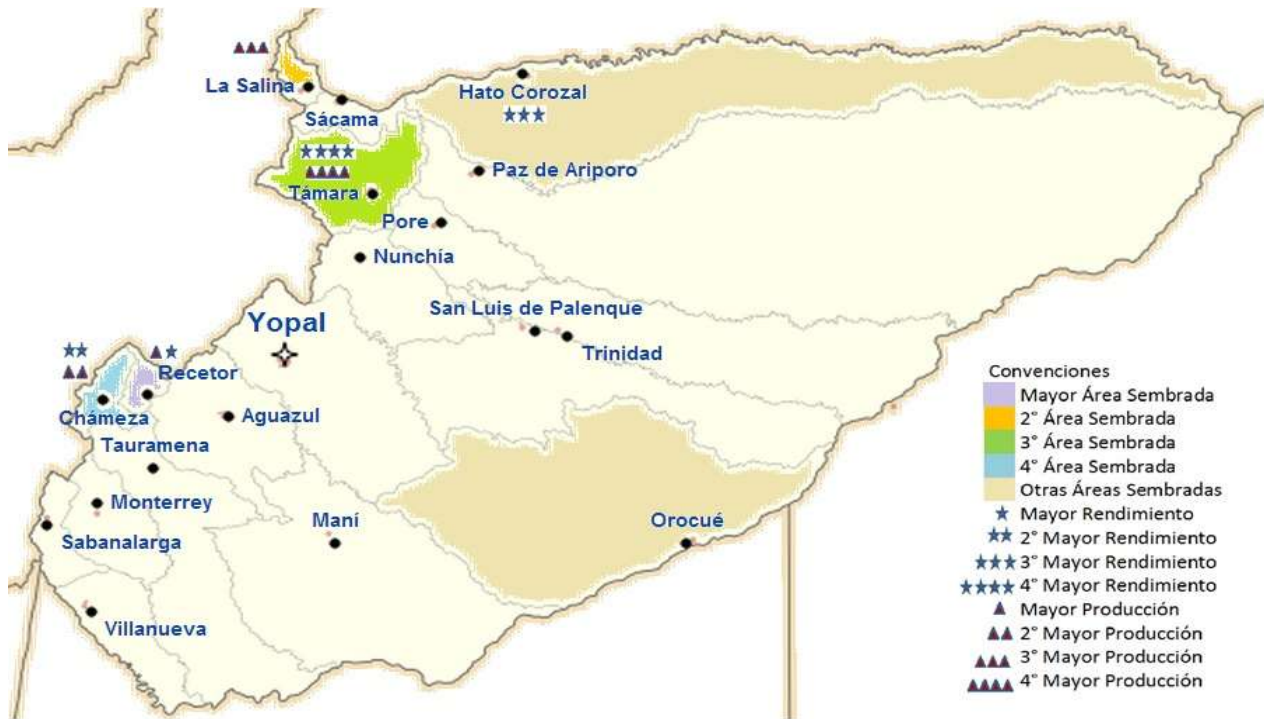 La Salina
Sácama
Hato Corozal
Támara
Paz de Ariporo
Pore
Nunchía
San Luis de Palenque
Trinidad
Yopal
Recetor
Chámeza
Aguazul
Tauramena
Monterrey
Sabanalarga
Maní
Orocué
Villanueva
Convenciones
Mayor Área Sembrada
2° Área Sembrada
3° Área Sembrada
4° Área Sembrada
Otras Áreas Sembradas
Mayor Rendimiento
2° Mayor Rendimiento
3° Mayor Rendimiento
4° Mayor Rendimiento
Mayor Producción
2° Mayor Producción
3° Mayor Producción
4° Mayor Producción